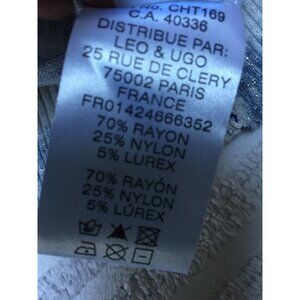 No. CHT169
C.A. 40336
DISTRIBUE PAR:
LEO & UGO
25 RUE DE CLERY
75002 PARIS
FRANCE
FR01424666352
70% RAYON
25% NYLON
5% LUREX
70% RAYÓN
25% NYLON
5% LÚREX